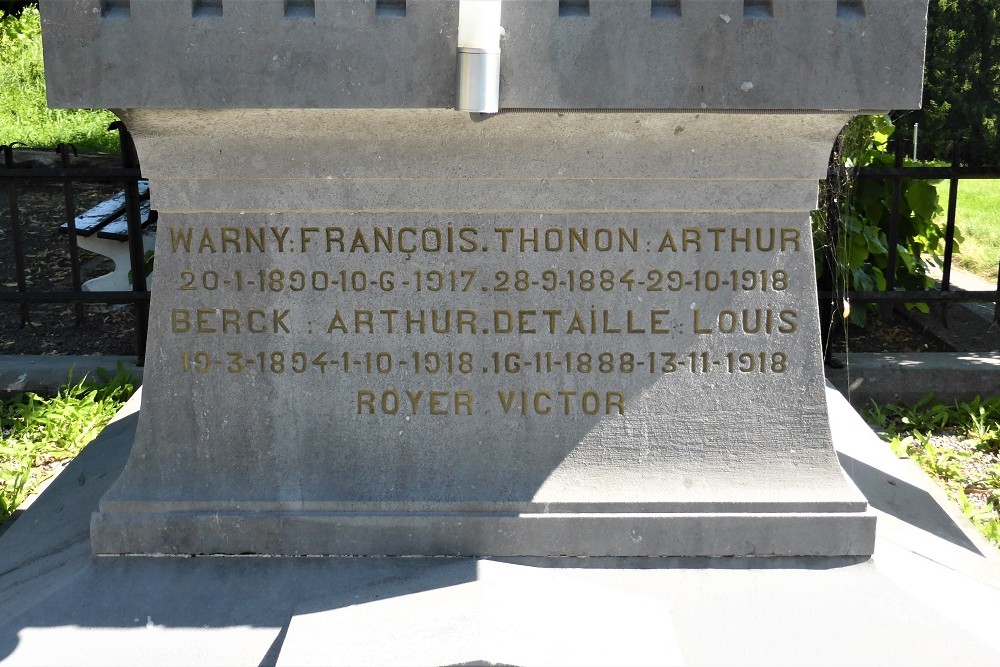 WARNY:FRANÇOIS.THONON:ARTHUR
20-1-1890-10-6-1917.28-9-1884-29-10-1918
BERCK:ARTHUR.DETAILLE:LOUIS
19-3-1894-1-10-1918.16-11-1888-13-11-1918
ROYER VICTOR